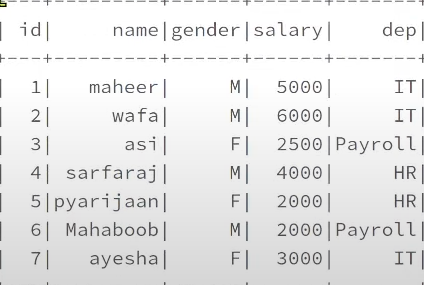 | id| name|gender|salary| dep|
+---+---------+------+------+-------+
| 1| maheer| M| 5000| IT|
| 2| wafa| M| 6000| IT|
| 3| asi| F| 2500|Payroll|
| 4| sarfaraj| M| 4000| HR|
| 5|pyarijaan| F| 2000| HR|
| 6| Mahaboob| M| 2000|Payroll|
| 7| ayesha| F| 3000| IT|